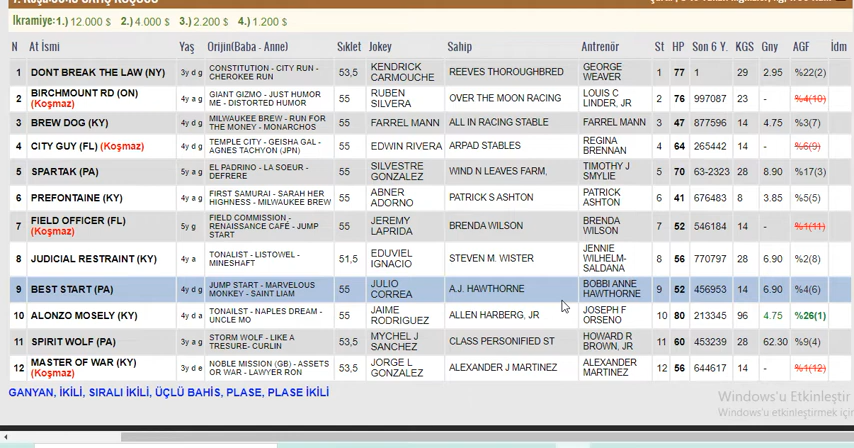 İkramiye: 1.) 12.000 $ 2.) 4.000 $ 3.) 2.200 $ 4.) 1.200 $
N At İsmi Yaş Orijin(Baba - Anne) Sıklet Jokey Sahip Antrenör St HP Son 6 Y. KGS Gny AGF İdm
1 DONT BREAK THE LAW (NY) 3y d g CONSTITUTION - CITY RUN - CHEROKEE RUN 53,5 KENDRICK CARMOUCHE REEVES THOROUGHBRED GEORGE WEAVER 1 77 1 29 2.95 %22(2)
2 BIRCHMOUNT RD (ON) (Koşmaz) 4y a g GIANT GIZMO - JUST HUMOR ME - DISTORTED HUMOR 55 RUBEN SILVERA OVER THE MOON RACING LOUIS C LINDER, JR 2 76 997087 23 - %4(10)
3 BREW DOG (KY) 4y d g MILWAUKEE BREW - RUN FOR THE MONEY - MONARCHOS 55 FARREL MANN ALL IN RACING STABLE FARREL MANN 3 47 877596 14 4.75 %3(7)
4 CITY GUY (FL) (Koşmaz) 4y d g TEMPLE CITY - GEISHA GAL - AGNES TACHYON (JPN) 55 EDWIN RIVERA ARPAD STABLES REGINA BRENNAN 4 64 265442 14 - %6(9)
5 SPARTAK (PA) 5y a g EL PADRINO - LA SOEUR - DEFRERE 55 SILVESTRE GONZALEZ WIND N LEAVES FARM, TIMOTHY J SMYLIE 5 70 63-2323 28 8.90 %17(3)
6 PREFONTAINE (KY) 4y a g FIRST SAMURAI - SARAH HER HIGHNESS - MILWAUKEE BREW 55 ABNER ADORNO PATRICK S ASHTON PATRICK ASHTON 6 41 676483 8 3.85 %5(5)
7 FIELD OFFICER (FL) (Koşmaz) 5y g FIELD COMMISSION - RENAISSANCE CAFÉ - JUMP START 55 JEREMY LAPRIDA BRENDA WILSON BRENDA WILSON 7 52 546184 14 - %1(11)
8 JUDICIAL RESTRAINT (KY) 3y a TONALIST - LISTOWEL - MINESHAFT 51,5 EDUVIEL IGNACIO STEVEN M. WISTER JENNIE WILHELM-SALDANA 8 56 770797 28 6.90 %2(8)
9 BEST START (PA) 4y d g JUMP START - MARVELOUS MONKEY - SAINT LIAM 55 JULIO CORREA A.J. HAWTHORNE BOBBI ANNE HAWTHORNE 9 52 456953 14 6.90 %4(6)
10 ALONZO MOSELY (KY) 4y d a TONAILST - NAPLES DREAM - UNCLE MO 55 JAIME RODRIGUEZ ALLEN HARBERG, JR JOSEPH F ORSENO 10 80 213345 96 4.75 %26(1)
11 SPIRIT WOLF (PA) 3y a g STORM WOLF - LIKE A TRESURE- CURLIN 53,5 MYCHEL J SANCHEZ CLASS PERSONIFIED ST HOWARD R BROWN, JR 11 60 453239 28 62.30 %9(4)
12 MASTER OF WAR (KY) (Koşmaz) 3y d e NOBLE MISSION (GB) - ASSETS OR WAR - LAWYER RON 53,5 JORGE L GONZALEZ ALEXANDER J MARTINEZ ALEXANDER MARTINEZ 12 56 644617 14 - %1(12)
GANYAN, İKİLİ, SIRALI İKİLİ, ÜÇLÜ BAHİS, PLASE, PLASE İKİLİ
Windows'u Etkinleştir
Windows'u etkinleştirmek için